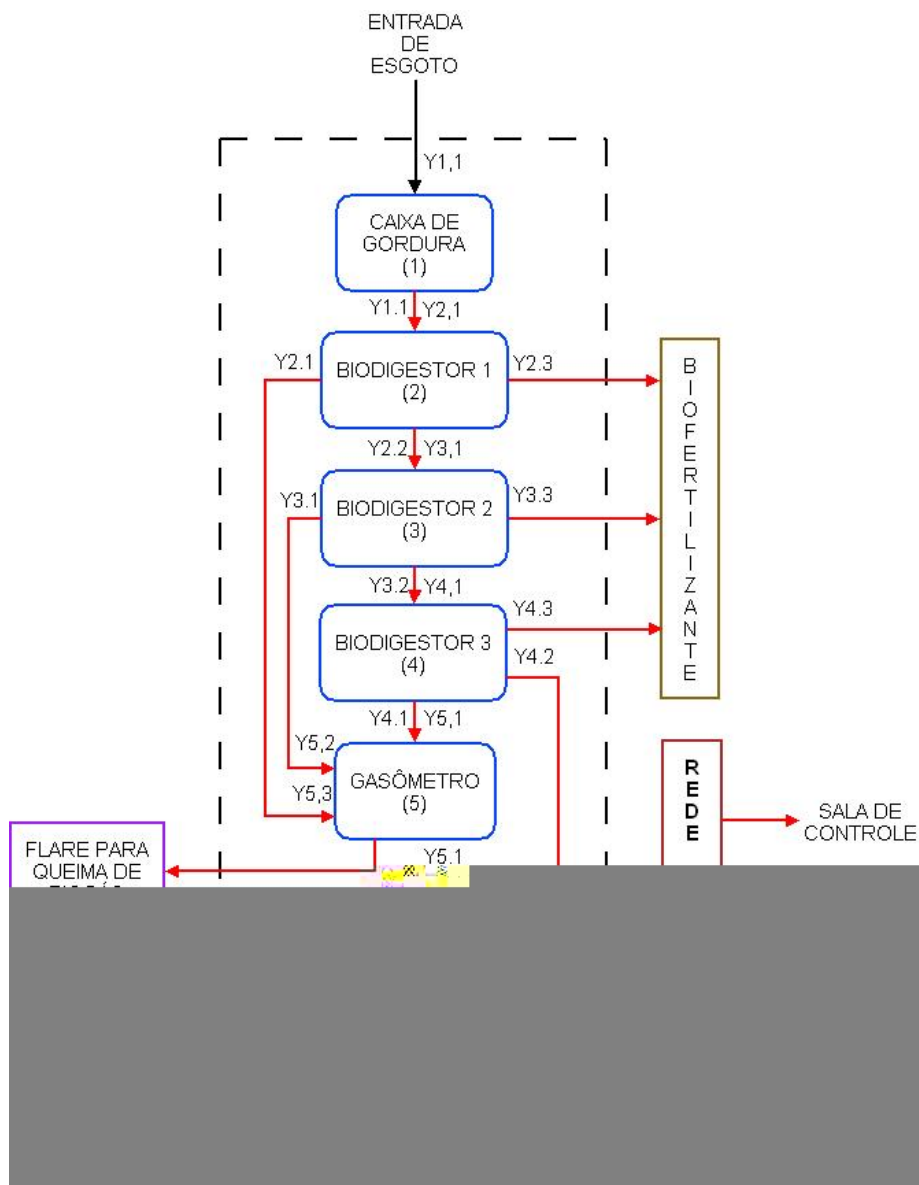 ENTRADA
DE
ESGOTO
Y1,1
CAIXA DE
GORDURA
(1)
Y1.1 Y2,1
Y2.1
BIODIGESTOR 1
(2)
Y2.3
Y2.2 Y3,1
Y3.1
BIODIGESTOR 2
(3)
Y3.3
Y3.2 Y4,1
BIODIGESTOR 3
(4)
Y4.3
Y4.2
Y4.1 Y5,1
Y5,2
Y5,3
GASÔMETRO
(5)
Y5.1
BIOFERTILIZANTE
REDE
SALA DE
CONTROLE
FLARE PARA
QUEIMA DE